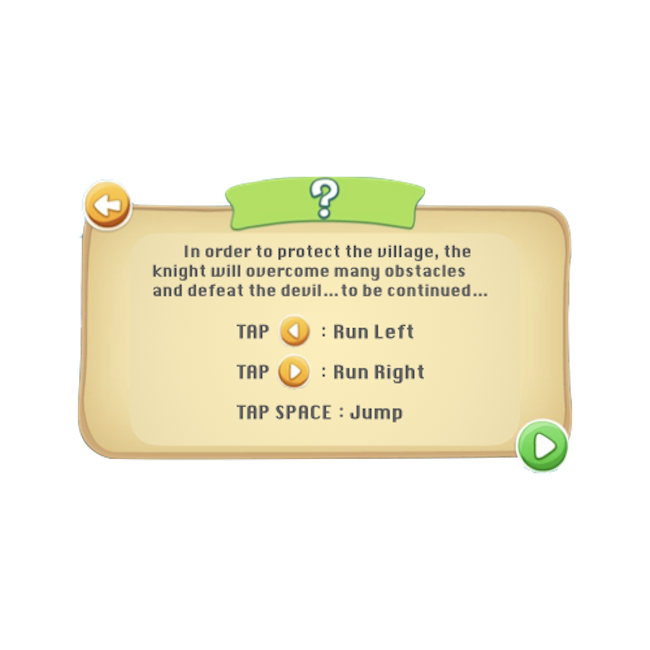 ?
In order to protect the village, the
knight will overcome many obstacles
and defeat the devil...to be continued...
TAP : Run Left
TAP : Run Right
TAP SPACE : Jump